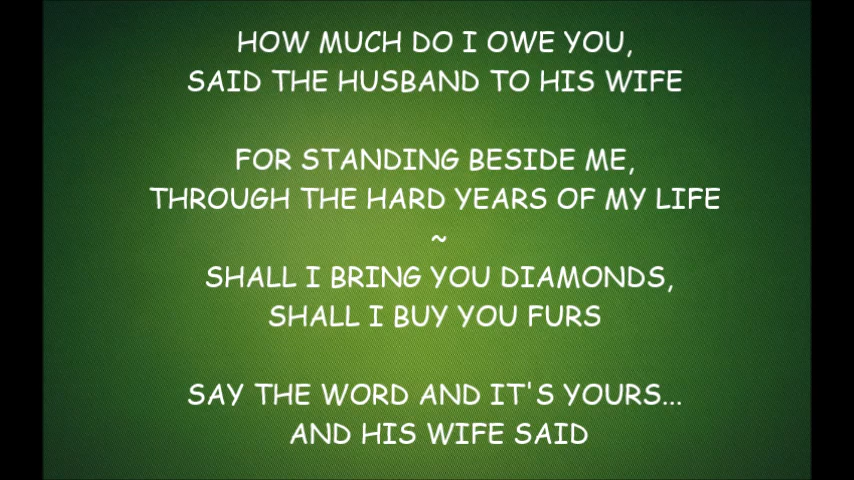 HOW MUCH DO I OWE YOU,
SAID THE HUSBAND TO HIS WIFE
FOR STANDING BESIDE ME,
THROUGH THE HARD YEARS OF MY LIFE
~
SHALL I BRING YOU DIAMONDS,
SHALL I BUY YOU FURS
SAY THE WORD AND IT'S YOURS...
AND HIS WIFE SAID